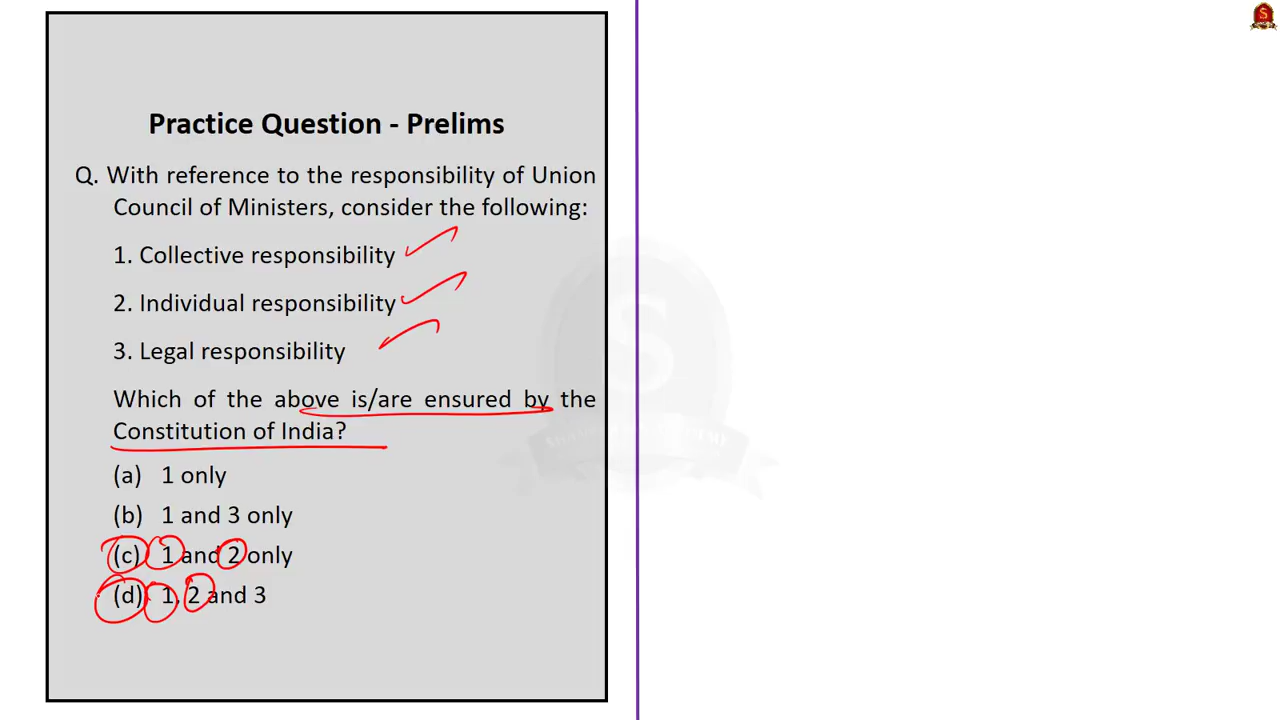 Practice Question - Prelims
Q. With reference to the responsibility of Union
Council of Ministers, consider the following:
1. Collective responsibility
2. Individual responsibility
3. Legal responsibility
Which of the above is/are ensured by the
Constitution of India?
(a) 1 only
(b) 1 and 3 only
(c) 1 and 2 only
(d) 1, 2 and 3